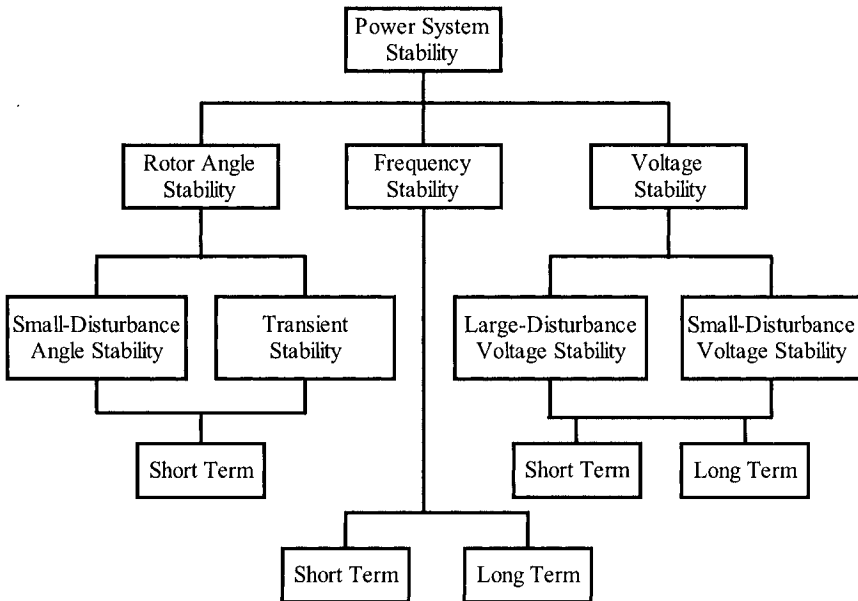 Power System
Stability
Rotor Angle
Stability
Frequency
Stability
Voltage
Stability
Small-Disturbance
Angle Stability
Transient
Stability
Large-Disturbance
Voltage Stability
Small-Disturbance
Voltage Stability
Short Term
Short Term
Long Term
Short Term
Long Term